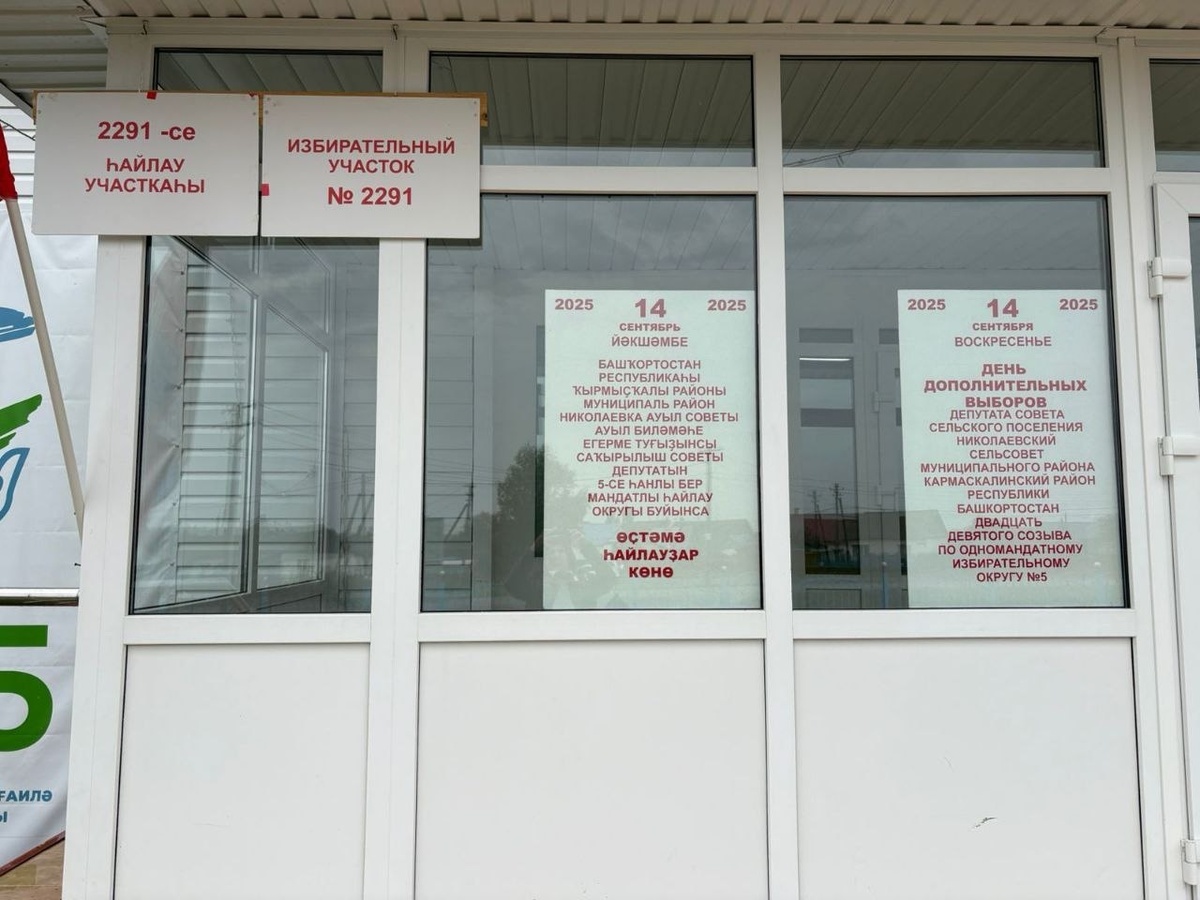 2291 -се
ҺАЙЛАУ
УЧАСТКАҺЫ
ИЗБИРАТЕЛЬНЫЙ
УЧАСТОК
№ 2291
2025 14 2025
СЕНТЯБРЬ
ЙӘКШӘМБЕ
БАШҠОРТОСТАН
РЕСПУБЛИКАҺЫ
ҠЫРМЫҪҠАЛЫ РАЙОНЫ
МУНИЦИПАЛЬ РАЙОН
НИКОЛАЕВКА АУЫЛ СОВЕТЫ
АУЫЛ БИЛӘМӘҺЕ
ЕГЕРМЕ ТУҒЫҘЫНСЫ
САҠЫРЫЛЫШ СОВЕТЫ
ДЕПУТАТЫН
5-СЕ ҺАНЛЫ БЕР
МАНДАТЛЫ ҺАЙЛАУ
ОКРУГЫ БУЙЫНСА
ӨҪТӘМӘ
ҺАЙЛАУҘАР
КӨНӨ
2025 14 2025
СЕНТЯБРЯ
ВОСКРЕСЕНЬЕ
ДЕНЬ
ДОПОЛНИТЕЛЬНЫХ
ВЫБОРОВ
ДЕПУТАТА СОВЕТА
СЕЛЬСКОГО ПОСЕЛЕНИЯ
НИКОЛАЕВСКИЙ
СЕЛЬСОВЕТ
МУНИЦИПАЛЬНОГО РАЙОНА
КАРМАСКАЛИНСКИЙ РАЙОН
РЕСПУБЛИКИ
БАШКОРТОСТАН
ДВАДЦАТЬ
ДЕВЯТОГО СОЗЫВА
ПО ОДНОМАНДАТНОМУ
ИЗБИРАТЕЛЬНОМУ
ОКРУГУ №5
ҒАИЛӘ